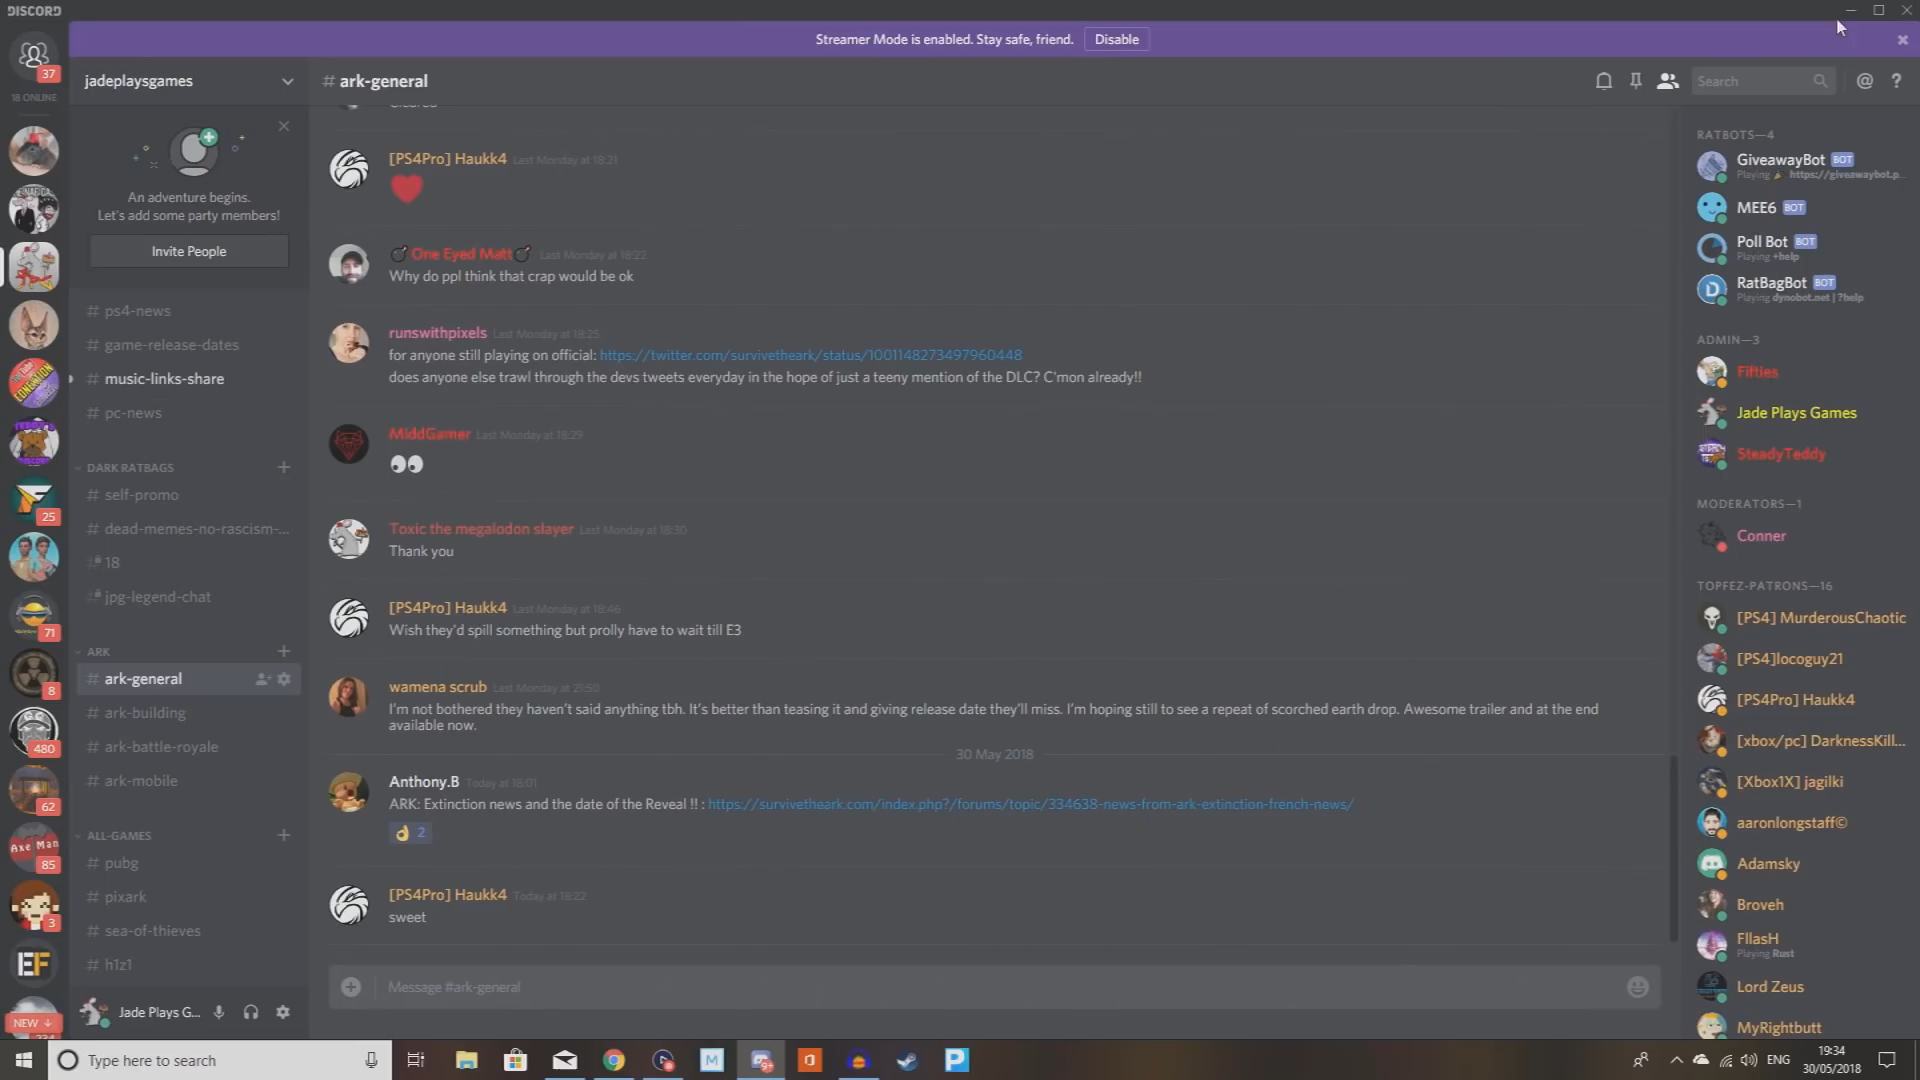 DISCORD
Streamer Mode is enabled. Stay safe, friend. Disable
37
18 ONLINE
jadeplaysgames
# ark-general
Search
An adventure begins.
Let's add some party members!
Invite People
# ps4-news
# game-release-dates
# music-links-share
# pc-news
DARK RATBAGS
# self-promo
# dead-memes-no-rascism-...
18
jpg-legend-chat
ARK
# ark-general
# ark-building
# ark-battle-royale
# ark-mobile
ALL-GAMES
# pubg
# pixark
# sea-of-thieves
# h1z1
Jade Plays G...
25
71
8
480
62
Axe Man
85
3
EF
NEW
Cleared
[PS4Pro] Haukk4 Last Monday at 18:21
One Eyed Matt Last Monday at 18:22
Why do ppl think that crap would be ok
runswithpixels Last Monday at 18:25
for anyone still playing on official: https://twitter.com/survivetheark/status/1001148273497960448
does anyone else trawl through the devs tweets everyday in the hope of just a teeny mention of the DLC? C'mon already!!
MiddGamer Last Monday at 18:29
Toxic the megalodon slayer Last Monday at 18:30
Thank you
[PS4Pro] Haukk4 Last Monday at 18:46
Wish they'd spill something but prolly have to wait till E3
wamena scrub Last Monday at 21:50
I'm not bothered they haven't said anything tbh. It's better than teasing it and giving release date they'll miss. I'm hoping still to see a repeat of scorched earth drop. Awesome trailer and at the end
available now.
30 May 2018
Anthony.B Today at 18:01
ARK: Extinction news and the date of the Reveal !! : https://survivetheark.com/index.php?/forums/topic/334638-news-from-ark-extinction-french-news/
2
[PS4Pro] Haukk4 Today at 18:22
sweet
Message #ark-general
RATBOTS—4
GiveawayBot BOT
Playing https://giveawaybot.p...
MEE6 BOT
Poll Bot BOT
Playing +help
RatBagBot BOT
Playing dynobot.net | ?help
ADMIN—3
Fifties
Jade Plays Games
SteadyTeddy
MODERATORS—1
Conner
TOPFEZ-PATRONS—16
[PS4] MurderousChaotic
[PS4]locoguy21
[PS4Pro] Haukk4
[xbox/pc] DarknessKill...
[Xbox1X] jagilki
aaronlongstaff©
Adamsky
Broveh
FllasH
Playing Rust
Lord Zeus
MyRightbutt
Type here to search
ENG
19:34
30/05/2018